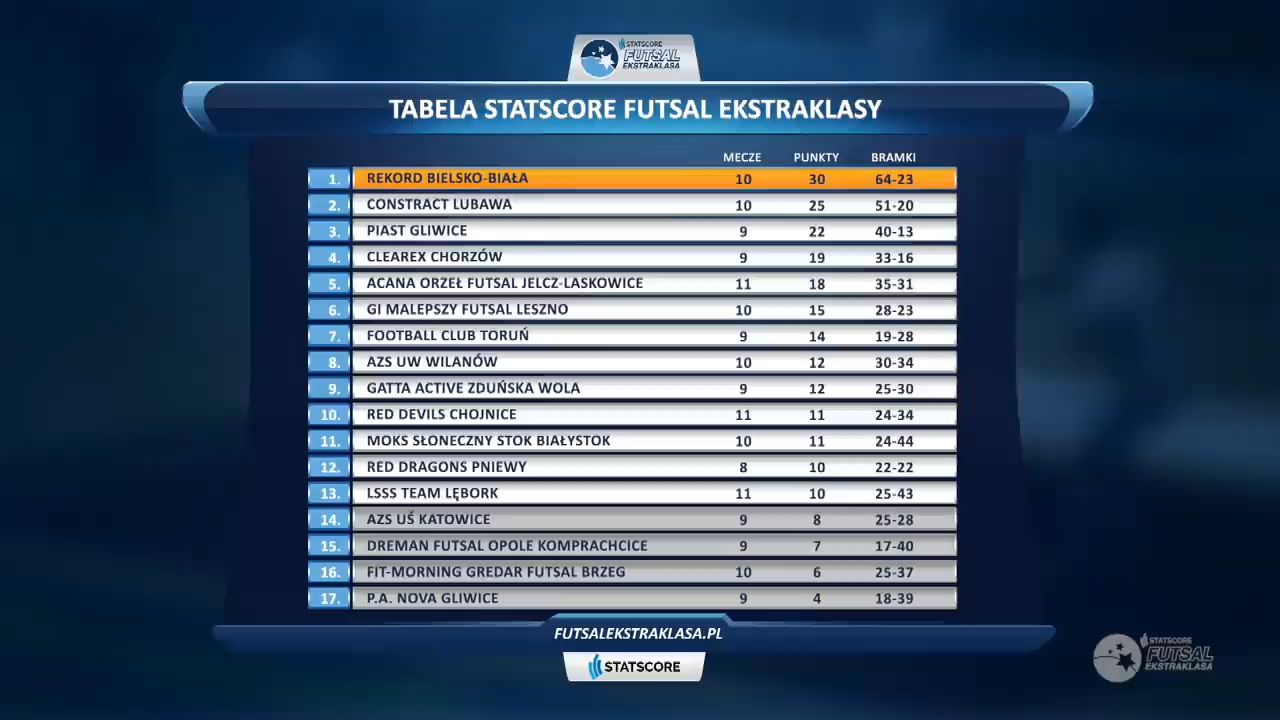 STATSCORE
FUTSAL
EKSTRAKLASA
TABELA STATSCORE FUTSAL EKSTRAKLASY
MECZE PUNKTY BRAMKI
1. REKORD BIELSKO-BIAŁA 10 30 64-23
2. CONSTRACT LUBAWA 10 25 51-20
3. PIAST GLIWICE 9 22 40-13
4. CLEAREX CHORZÓW 9 19 33-16
5. ACANA ORZEŁ FUTSAL JELCZ-LASKOWICE 11 18 35-31
6. GI MALEPSZY FUTSAL LESZNO 10 15 28-23
7. FOOTBALL CLUB TORUŃ 9 14 19-28
8. AZS UW WILANÓW 10 12 30-34
9. GATTA ACTIVE ZDUŃSKA WOLA 9 12 25-30
10. RED DEVILS CHOJNICE 11 11 24-34
11. MOKS SŁONECZNY STOK BIAŁYSTOK 10 11 24-44
12. RED DRAGONS PNIEWY 8 10 22-22
13. LSSS TEAM LĘBORK 11 10 25-43
14. AZS UŚ KATOWICE 9 8 25-28
15. DREMAN FUTSAL OPOLE KOMPRACHCICE 9 7 17-40
16. FIT-MORNING GREDAR FUTSAL BRZEG 10 6 25-37
17. P.A. NOVA GLIWICE 9 4 18-39
FUTSALEKSTRAKLASA.PL
STATSCORE
STATSCORE
FUTSAL
EKSTRAKLASA